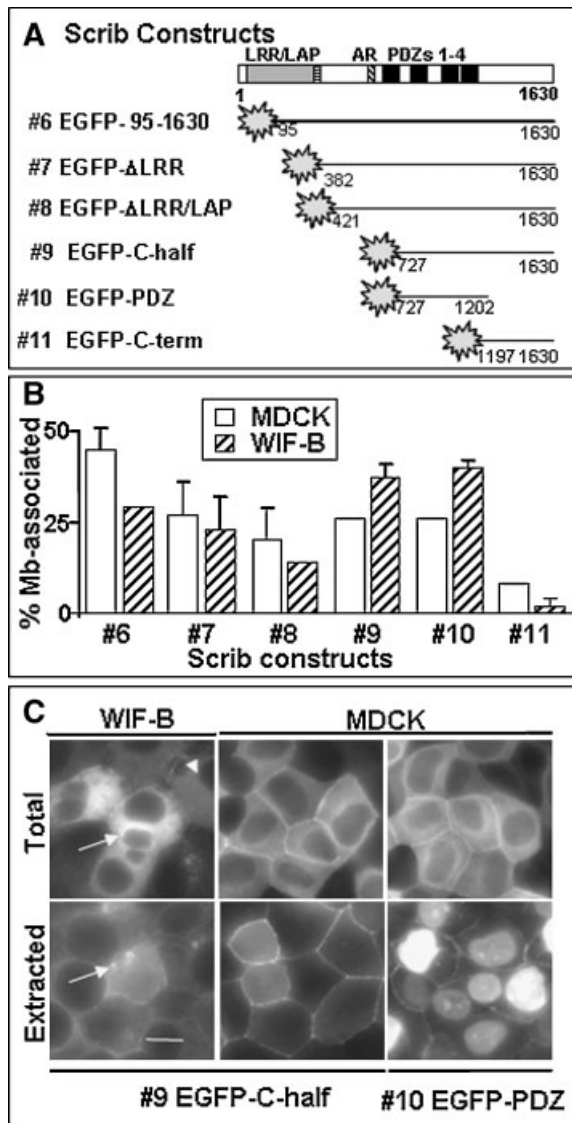 A Scrib Constructs
LRR/LAP AR PDZs 1-4
1 1630
#6 EGFP- 95-1630 95 1630
#7 EGFP-ΔLRR 382 1630
#8 EGFP-ΔLRR/LAP 421 1630
#9 EGFP-C-half 727 1630
#10 EGFP-PDZ 727 1202
#11 EGFP-C-term 1197 1630
B
% Mb-associated
50
25
0
MDCK
WIF-B
#6 #7 #8 #9 #10 #11
Scrib constructs
C
WIF-B MDCK
Total
Extracted
#9 EGFP-C-half #10 EGFP-PDZ